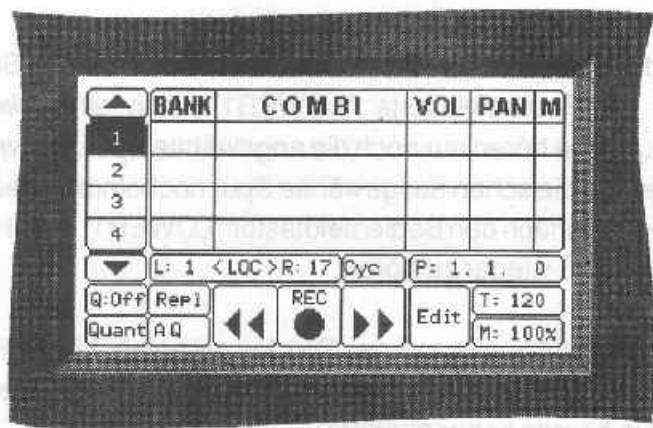 BANK COMBI VOL PAN M
1
2
3
4
L: 1 <LOC> R: 17 Cyc P: 1. 1. 0
Q:Off Repl REC Edit T: 120
Quant AQ M: 100%